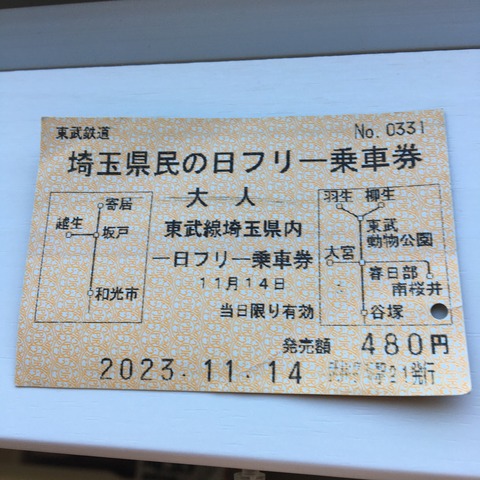 東武鉄道
No. 0331
埼玉県民の日フリー乗車券
大人
東武線埼玉県内
一日フリー乗車券
11月14日
当日限り有効
寄居
越生
坂戸
和光市
羽生 柳生
東武
動物公園
大宮
春日部
南桜井
谷塚
発売額 480円
2023.11.14
21発行